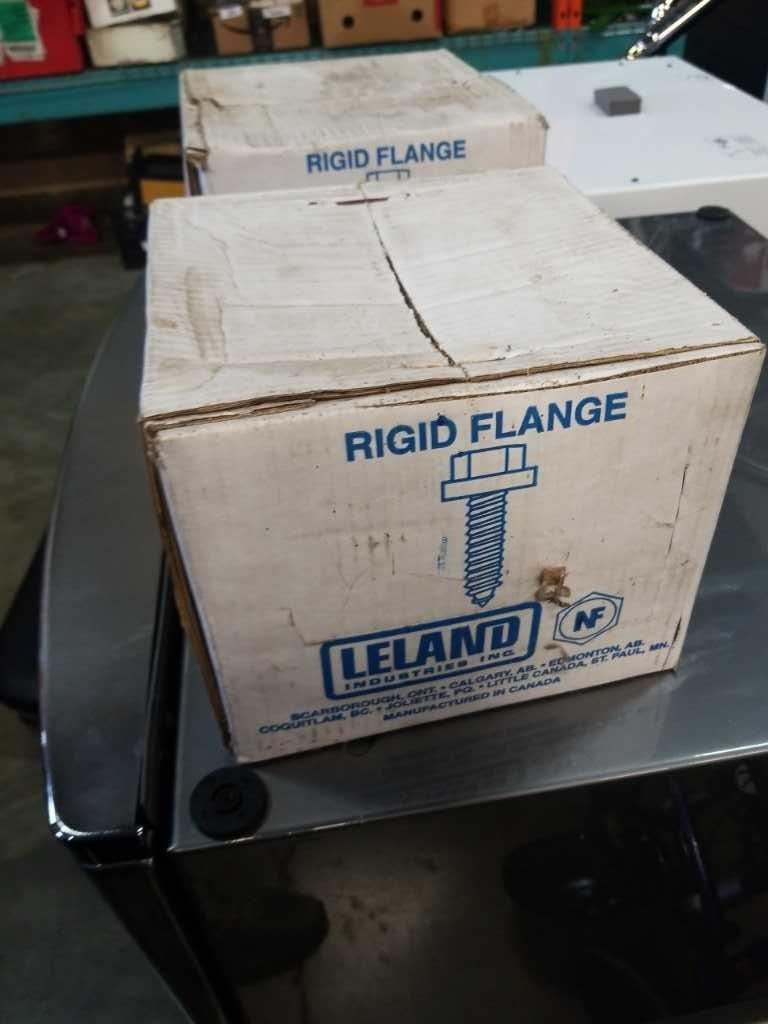 RIGID FLANGE
RIGID FLANGE
LELAND
INDUSTRIES INC.
NF
SCARBOROUGH, ONT. • CALGARY, AB. • EDMONTON, AB.
COQUITLAM, BC. • JOLIETTE, PQ. • LITTLE CANADA, ST. PAUL, MN.
MANUFACTURED IN CANADA